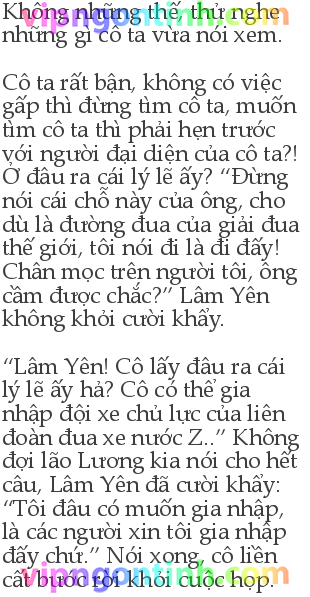 vipngontinh.com
Không những thế, thử nghe
những gì cô ta vừa nói xem.
Cô ta rất bận, không có việc
gấp thì đừng tìm cô ta, muốn
tìm cô ta thì phải hẹn trước
với người đại diện của cô ta?!
Ở đâu ra cái lý lẽ ấy? “Đừng
nói cái chỗ này của ông, cho
dù là đường đua của giải đua
thế giới, tôi nói đi là đi đấy!
Chân mọc trên người tôi, ông
cầm được chắc?” Lâm Yên
không khỏi cười khẩy.
“Lâm Yên! Cô lấy đâu ra cái
lý lẽ ấy hả? Cô có thể gia
nhập đội xe chủ lực của liên
đoàn đua xe nước Z..” Không
đợi lão Lương kia nói cho hết
câu, Lâm Yên đã cười khẩy:
“Tôi đâu có muốn gia nhập,
là các người xin tôi gia nhập
đấy chứ.” Nói xong, cô liền
cất bước rời khỏi cuộc họp.
vipngontinh.com